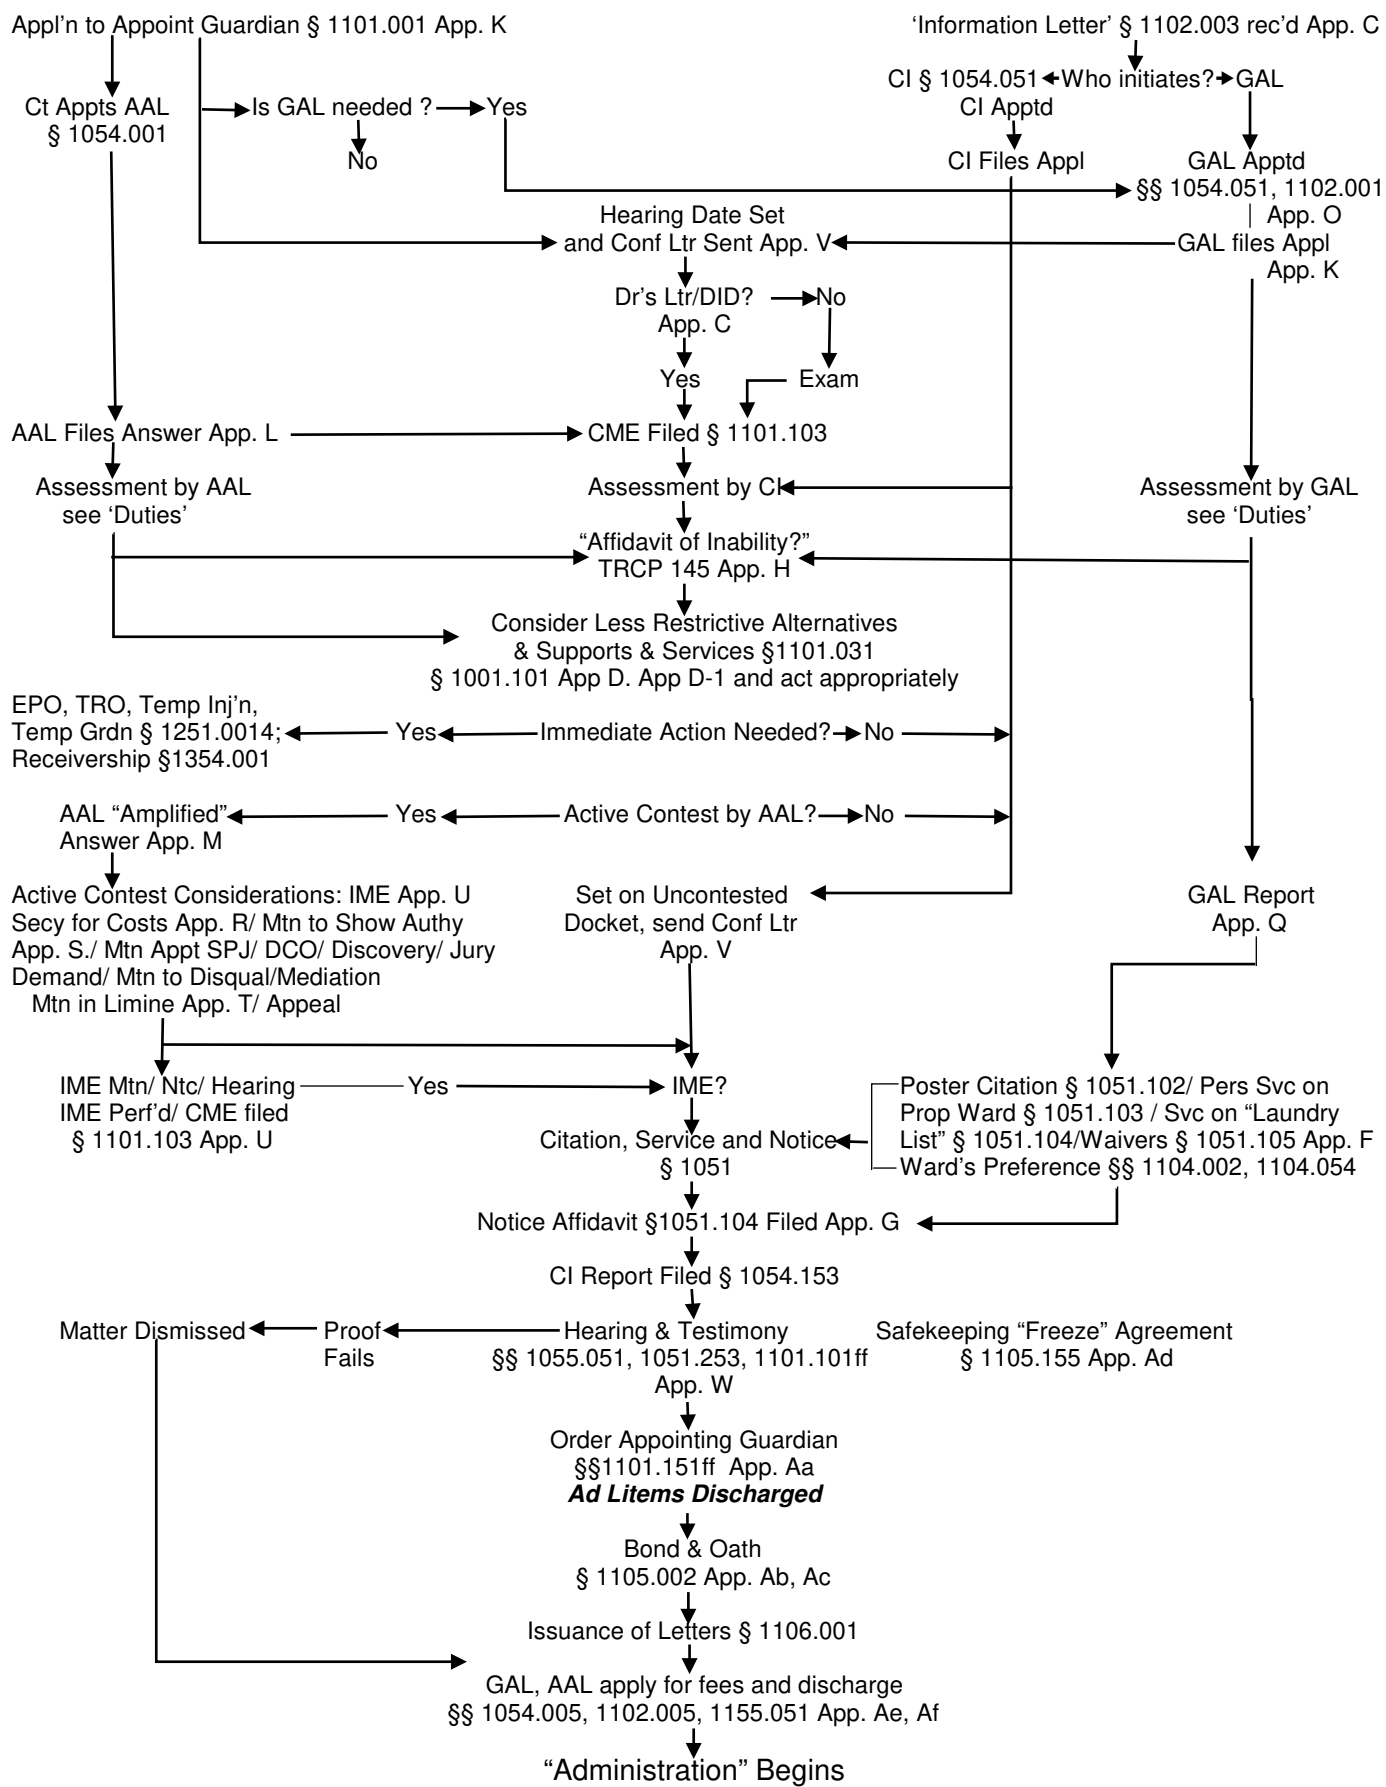 Appl'n to Appoint Guardian § 1101.001 App. K
‘Information Letter’ § 1102.003 rec’d App. C
CI § 1054.051
Who initiates?
GAL
Ct Appts AAL
§ 1054.001
Is GAL needed ?
Yes
No
CI Apptd
CI Files Appl
GAL Apptd
§§ 1054.051, 1102.001
App. O
Hearing Date Set
and Conf Ltr Sent App. V
GAL files Appl
App. K
Dr’s Ltr/DID?
App. C
No
Yes
Exam
AAL Files Answer App. L
CME Filed § 1101.103
Assessment by AAL
see ‘Duties’
Assessment by CI
Assessment by GAL
see ‘Duties’
“Affidavit of Inability?”
TRCP 145 App. H
Consider Less Restrictive Alternatives
& Supports & Services §1101.031
§ 1001.101 App D. App D-1 and act appropriately
EPO, TRO, Temp Inj’n,
Temp Grdn § 1251.0014;
Receivership §1354.001
Yes
Immediate Action Needed?
No
AAL “Amplified”
Answer App. M
Yes
Active Contest by AAL?
No
Active Contest Considerations: IME App. U
Secy for Costs App. R/ Mtn to Show Authy
App. S./ Mtn Appt SPJ/ DCO/ Discovery/ Jury
Demand/ Mtn to Disqual/Mediation
Mtn in Limine App. T/ Appeal
Set on Uncontested
Docket, send Conf Ltr
App. V
GAL Report
App. Q
IME Mtn/ Ntc/ Hearing
IME Perf’d/ CME filed
§ 1101.103 App. U
Yes
IME?
Poster Citation § 1051.102/ Pers Svc on
Prop Ward § 1051.103 / Svc on “Laundry
List” § 1051.104/Waivers § 1051.105 App. F
Ward’s Preference §§ 1104.002, 1104.054
Citation, Service and Notice
§ 1051
Notice Affidavit §1051.104 Filed App. G
CI Report Filed § 1054.153
Matter Dismissed
Proof
Fails
Hearing & Testimony
§§ 1055.051, 1051.253, 1101.101ff
App. W
Safekeeping “Freeze” Agreement
§ 1105.155 App. Ad
Order Appointing Guardian
§§1101.151ff App. Aa
Ad Litems Discharged
Bond & Oath
§ 1105.002 App. Ab, Ac
Issuance of Letters § 1106.001
GAL, AAL apply for fees and discharge
§§ 1054.005, 1102.005, 1155.051 App. Ae, Af
“Administration” Begins